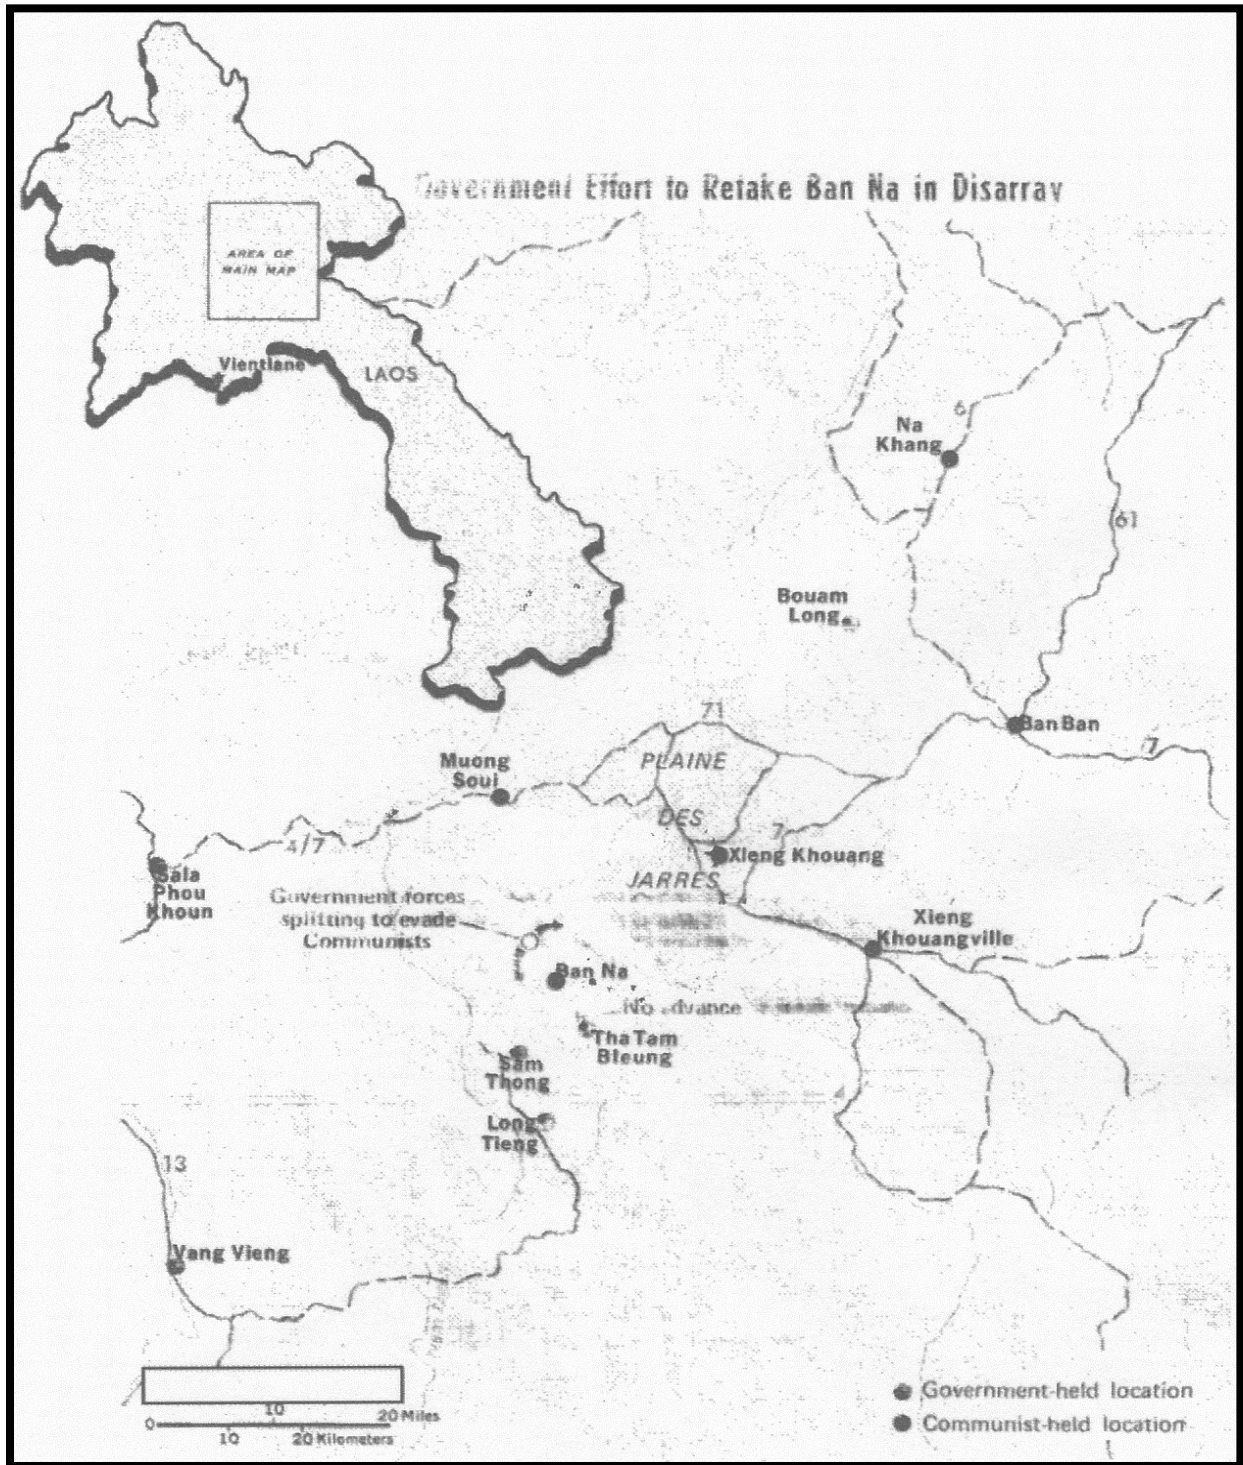 Government Effort to Retake Ban Na in Disarray
AREA OF
MAIN MAP
Vientiane
LAOS
6
Na
Khang
61
Bouam
Long
71
Ban Ban
7
Muong
Soui
PLAINE
DES
JARRES
7
Xieng Khouang
4/7
Sala
Phou
Khoun
Government forces
splitting to evade
Communists
Xieng
Khouangville
Ban Na
No advance
Tha Tam
Bleung
Sam
Thong
Long
Tieng
13
Vang Vieng
10
20 Miles
0
10
20 Kilometers
Government-held location
Communist-held location